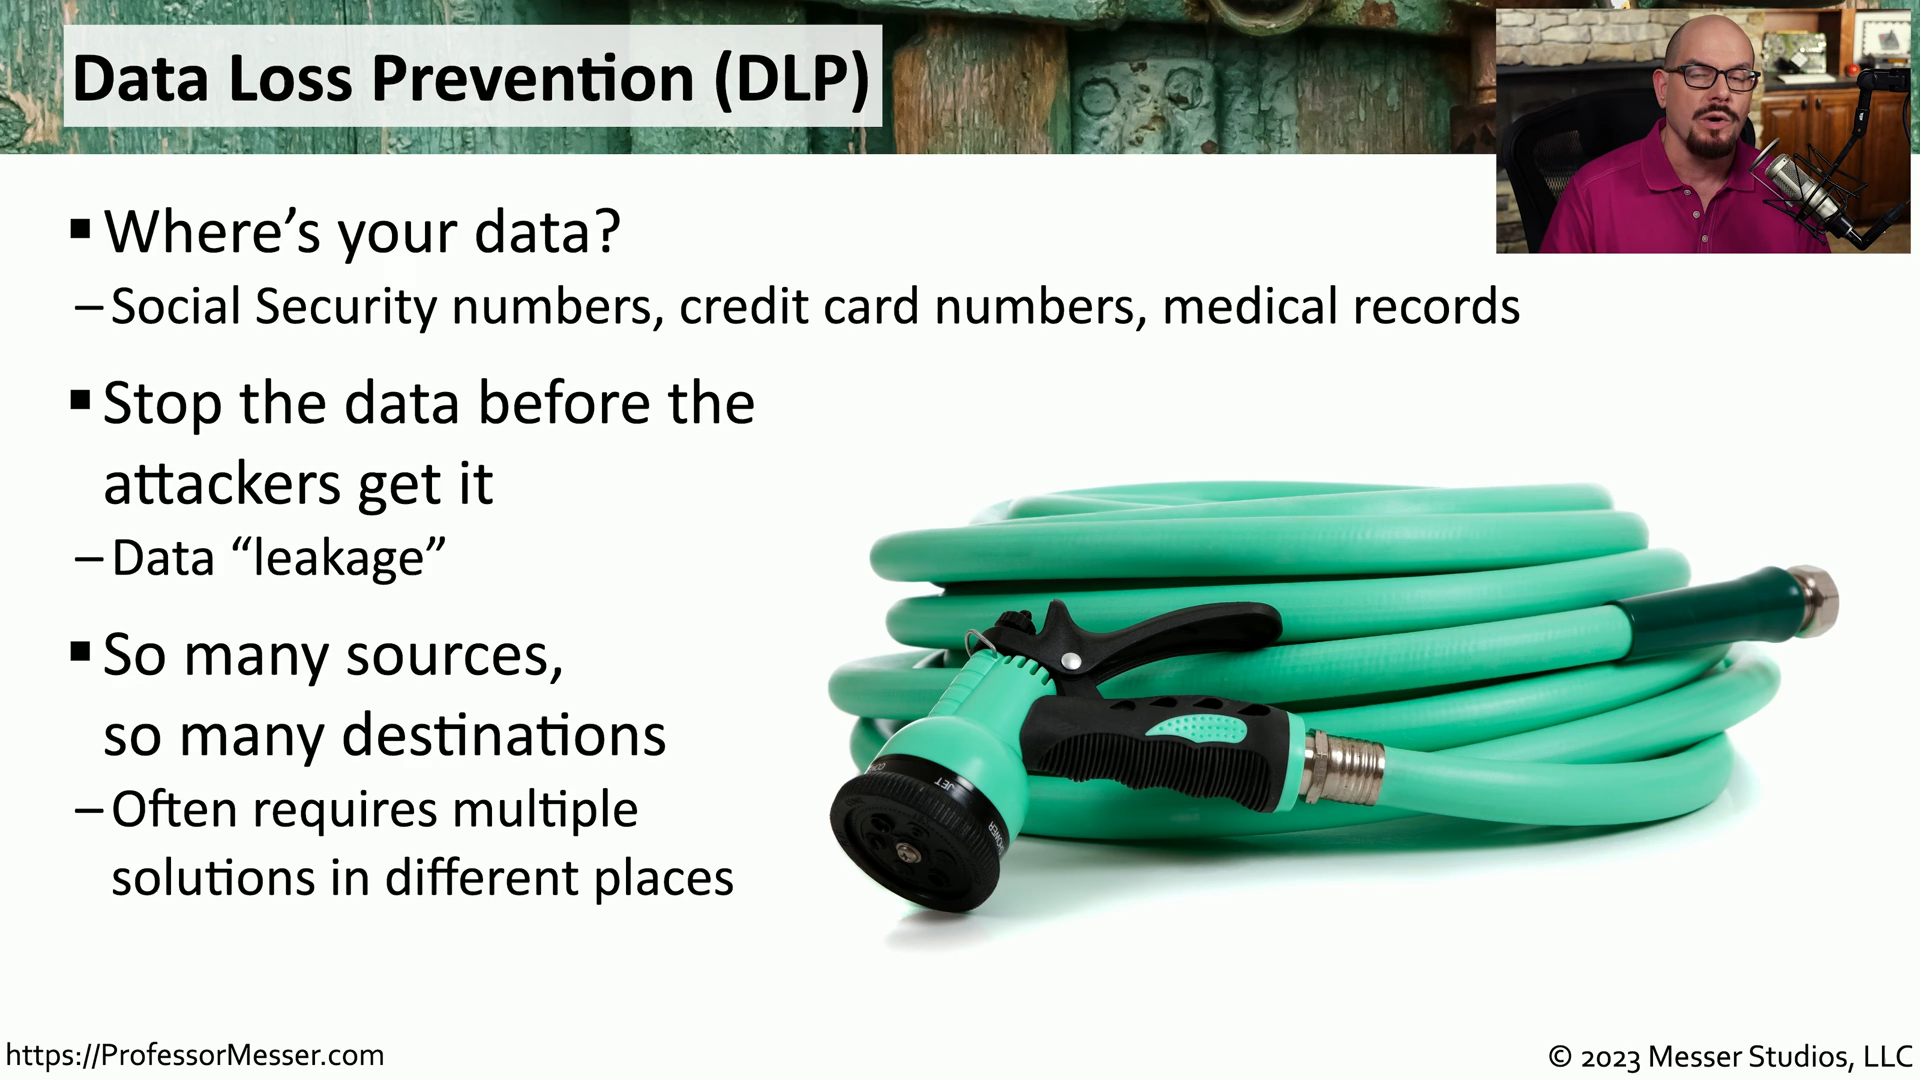 Data Loss Prevention (DLP)
▪ Where’s your data?
– Social Security numbers, credit card numbers, medical records
▪ Stop the data before the
attackers get it
– Data “leakage”
▪ So many sources,
so many destinations
– Often requires multiple
solutions in different places
JET
https://ProfessorMesser.com
© 2023 Messer Studios, LLC